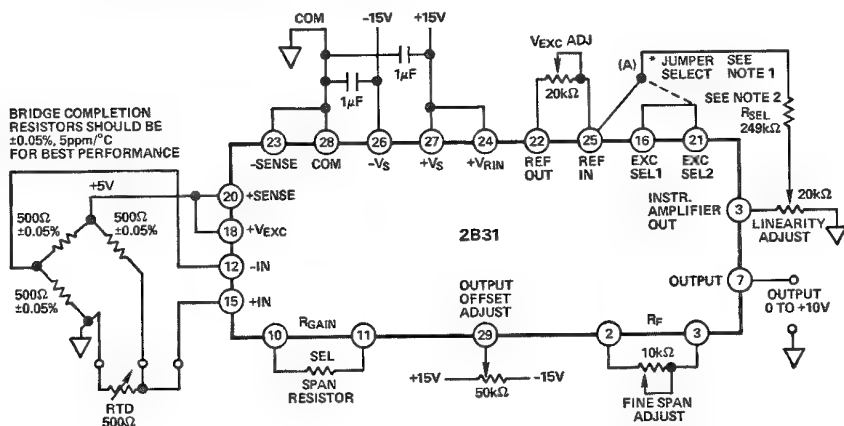 COM
-15V
+15V
1μF
1μF
VEXC ADJ
20kΩ
(A)
* JUMPER SELECT
SEE NOTE 1
SEE NOTE 2
RSEL
249kΩ
BRIDGE COMPLETION
RESISTORS SHOULD BE
±0.05%, 5ppm/°C
FOR BEST PERFORMANCE
23
28
26
27
24
22
25
16
21
-SENSE
COM
-VS
+VS
+VRIN
REF OUT
REF IN
EXC SEL1
EXC SEL2
+5V
20
+SENSE
18
+VEXC
12
-IN
15
+IN
500Ω
±0.05%
500Ω
±0.05%
500Ω
±0.05%
RTD
500Ω
2B31
INSTR.
AMPLIFIER
OUT
3
20kΩ
LINEARITY
ADJUST
OUTPUT
7
OUTPUT
0 TO +10V
RGAIN
10
11
SEL
SPAN
RESISTOR
OUTPUT
OFFSET
ADJUST
29
+15V
-15V
50kΩ
RF
2
3
10kΩ
FINE SPAN
ADJUST